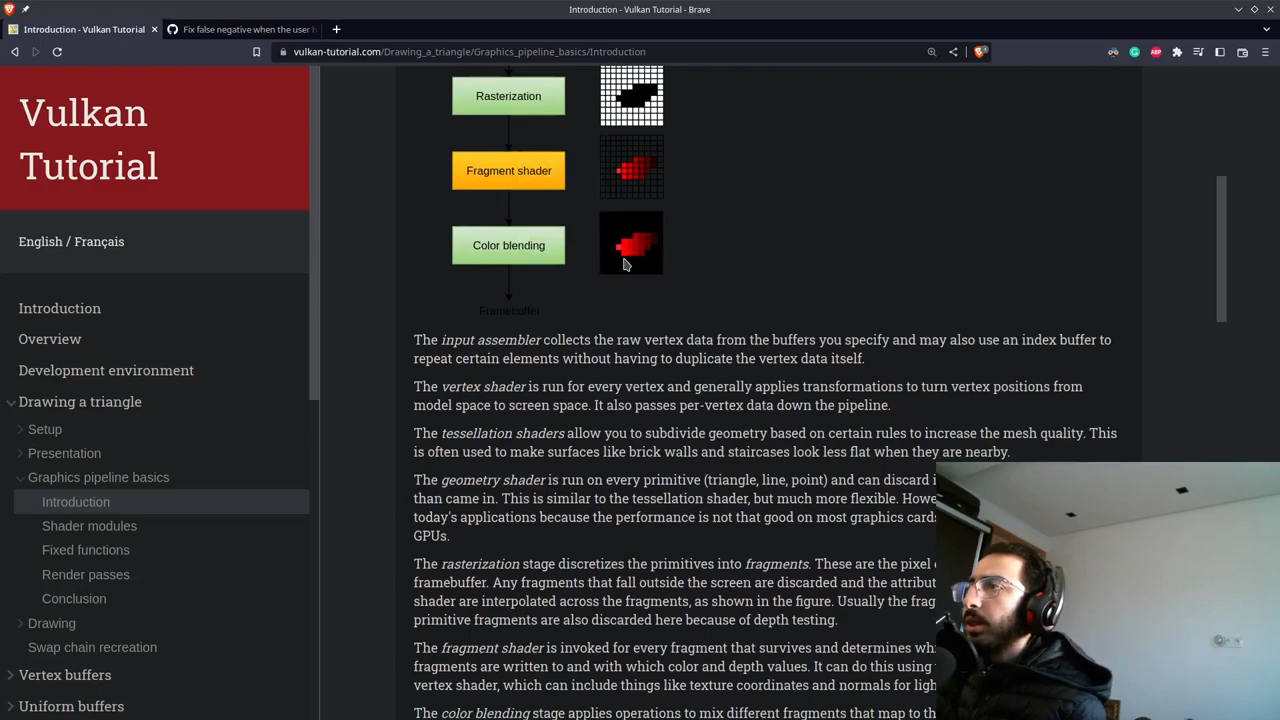 Introduction - Vulkan Tutorial - Brave
Introduction - Vulkan Tutorial
Fix false negative when the user h
vulkan-tutorial.com/Drawing_a_triangle/Graphics_pipeline_basics/Introduction
Vulkan
Tutorial
English / Français
Introduction
Overview
Development environment
Drawing a triangle
Setup
Presentation
Graphics pipeline basics
Introduction
Shader modules
Fixed functions
Render passes
Conclusion
Drawing
Swap chain recreation
Vertex buffers
Uniform buffers
Rasterization
Fragment shader
Color blending
Framebuffer
The input assembler collects the raw vertex data from the buffers you specify and may also use an index buffer to
repeat certain elements without having to duplicate the vertex data itself.
The vertex shader is run for every vertex and generally applies transformations to turn vertex positions from
model space to screen space. It also passes per-vertex data down the pipeline.
The tessellation shaders allow you to subdivide geometry based on certain rules to increase the mesh quality. This
is often used to make surfaces like brick walls and staircases look less flat when they are nearby.
The geometry shader is run on every primitive (triangle, line, point) and can discard i
than came in. This is similar to the tessellation shader, but much more flexible. Howe
today's applications because the performance is not that good on most graphics cards
GPUs.
The rasterization stage discretizes the primitives into fragments. These are the pixel e
framebuffer. Any fragments that fall outside the screen are discarded and the attribut
shader are interpolated across the fragments, as shown in the figure. Usually the frag
primitive fragments are also discarded here because of depth testing.
The fragment shader is invoked for every fragment that survives and determines whi
fragments are written to and with which color and depth values. It can do this using
vertex shader, which can include things like texture coordinates and normals for ligh
The color blending stage applies operations to mix different fragments that map to th